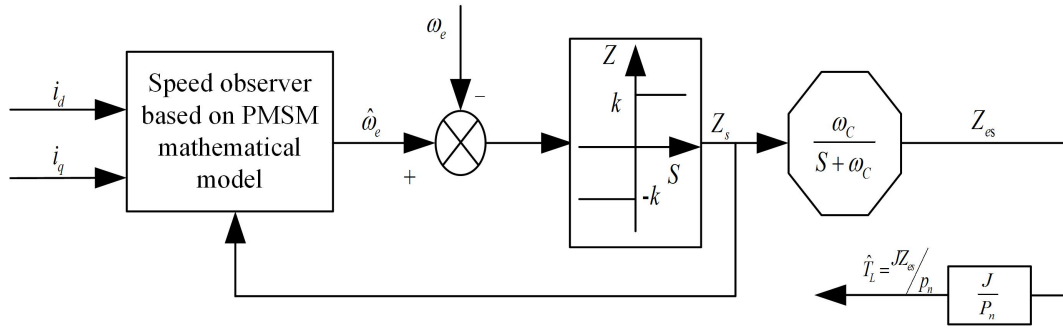 i_d
i_q
Speed observer
based on PMSM
mathematical
model
ω̂_e
+
ω_e
−
Z
k
S
-k
Z_s
ω_C
S + ω_C
Z_es
T̂_L = JZ_es / p_n
J
P_n